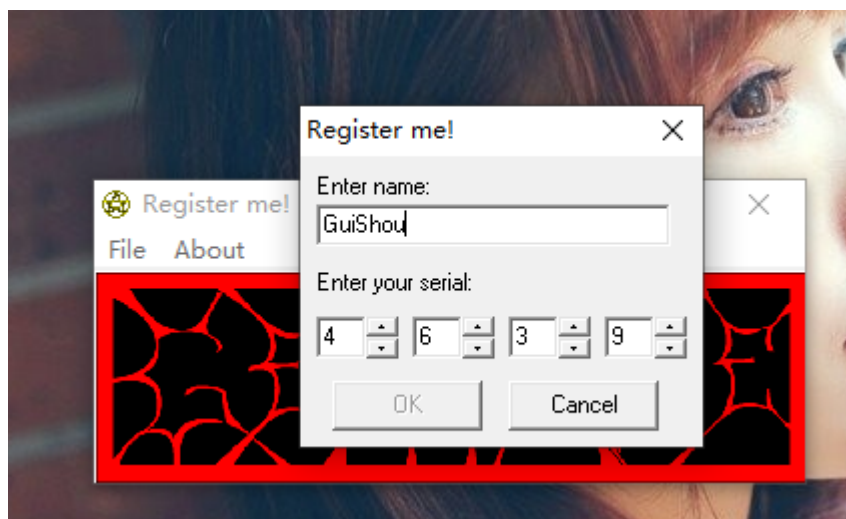 Register me!
Enter name:
GuiShou
Enter your serial:
4 6 3 9
OK Cancel
Register me!
File About